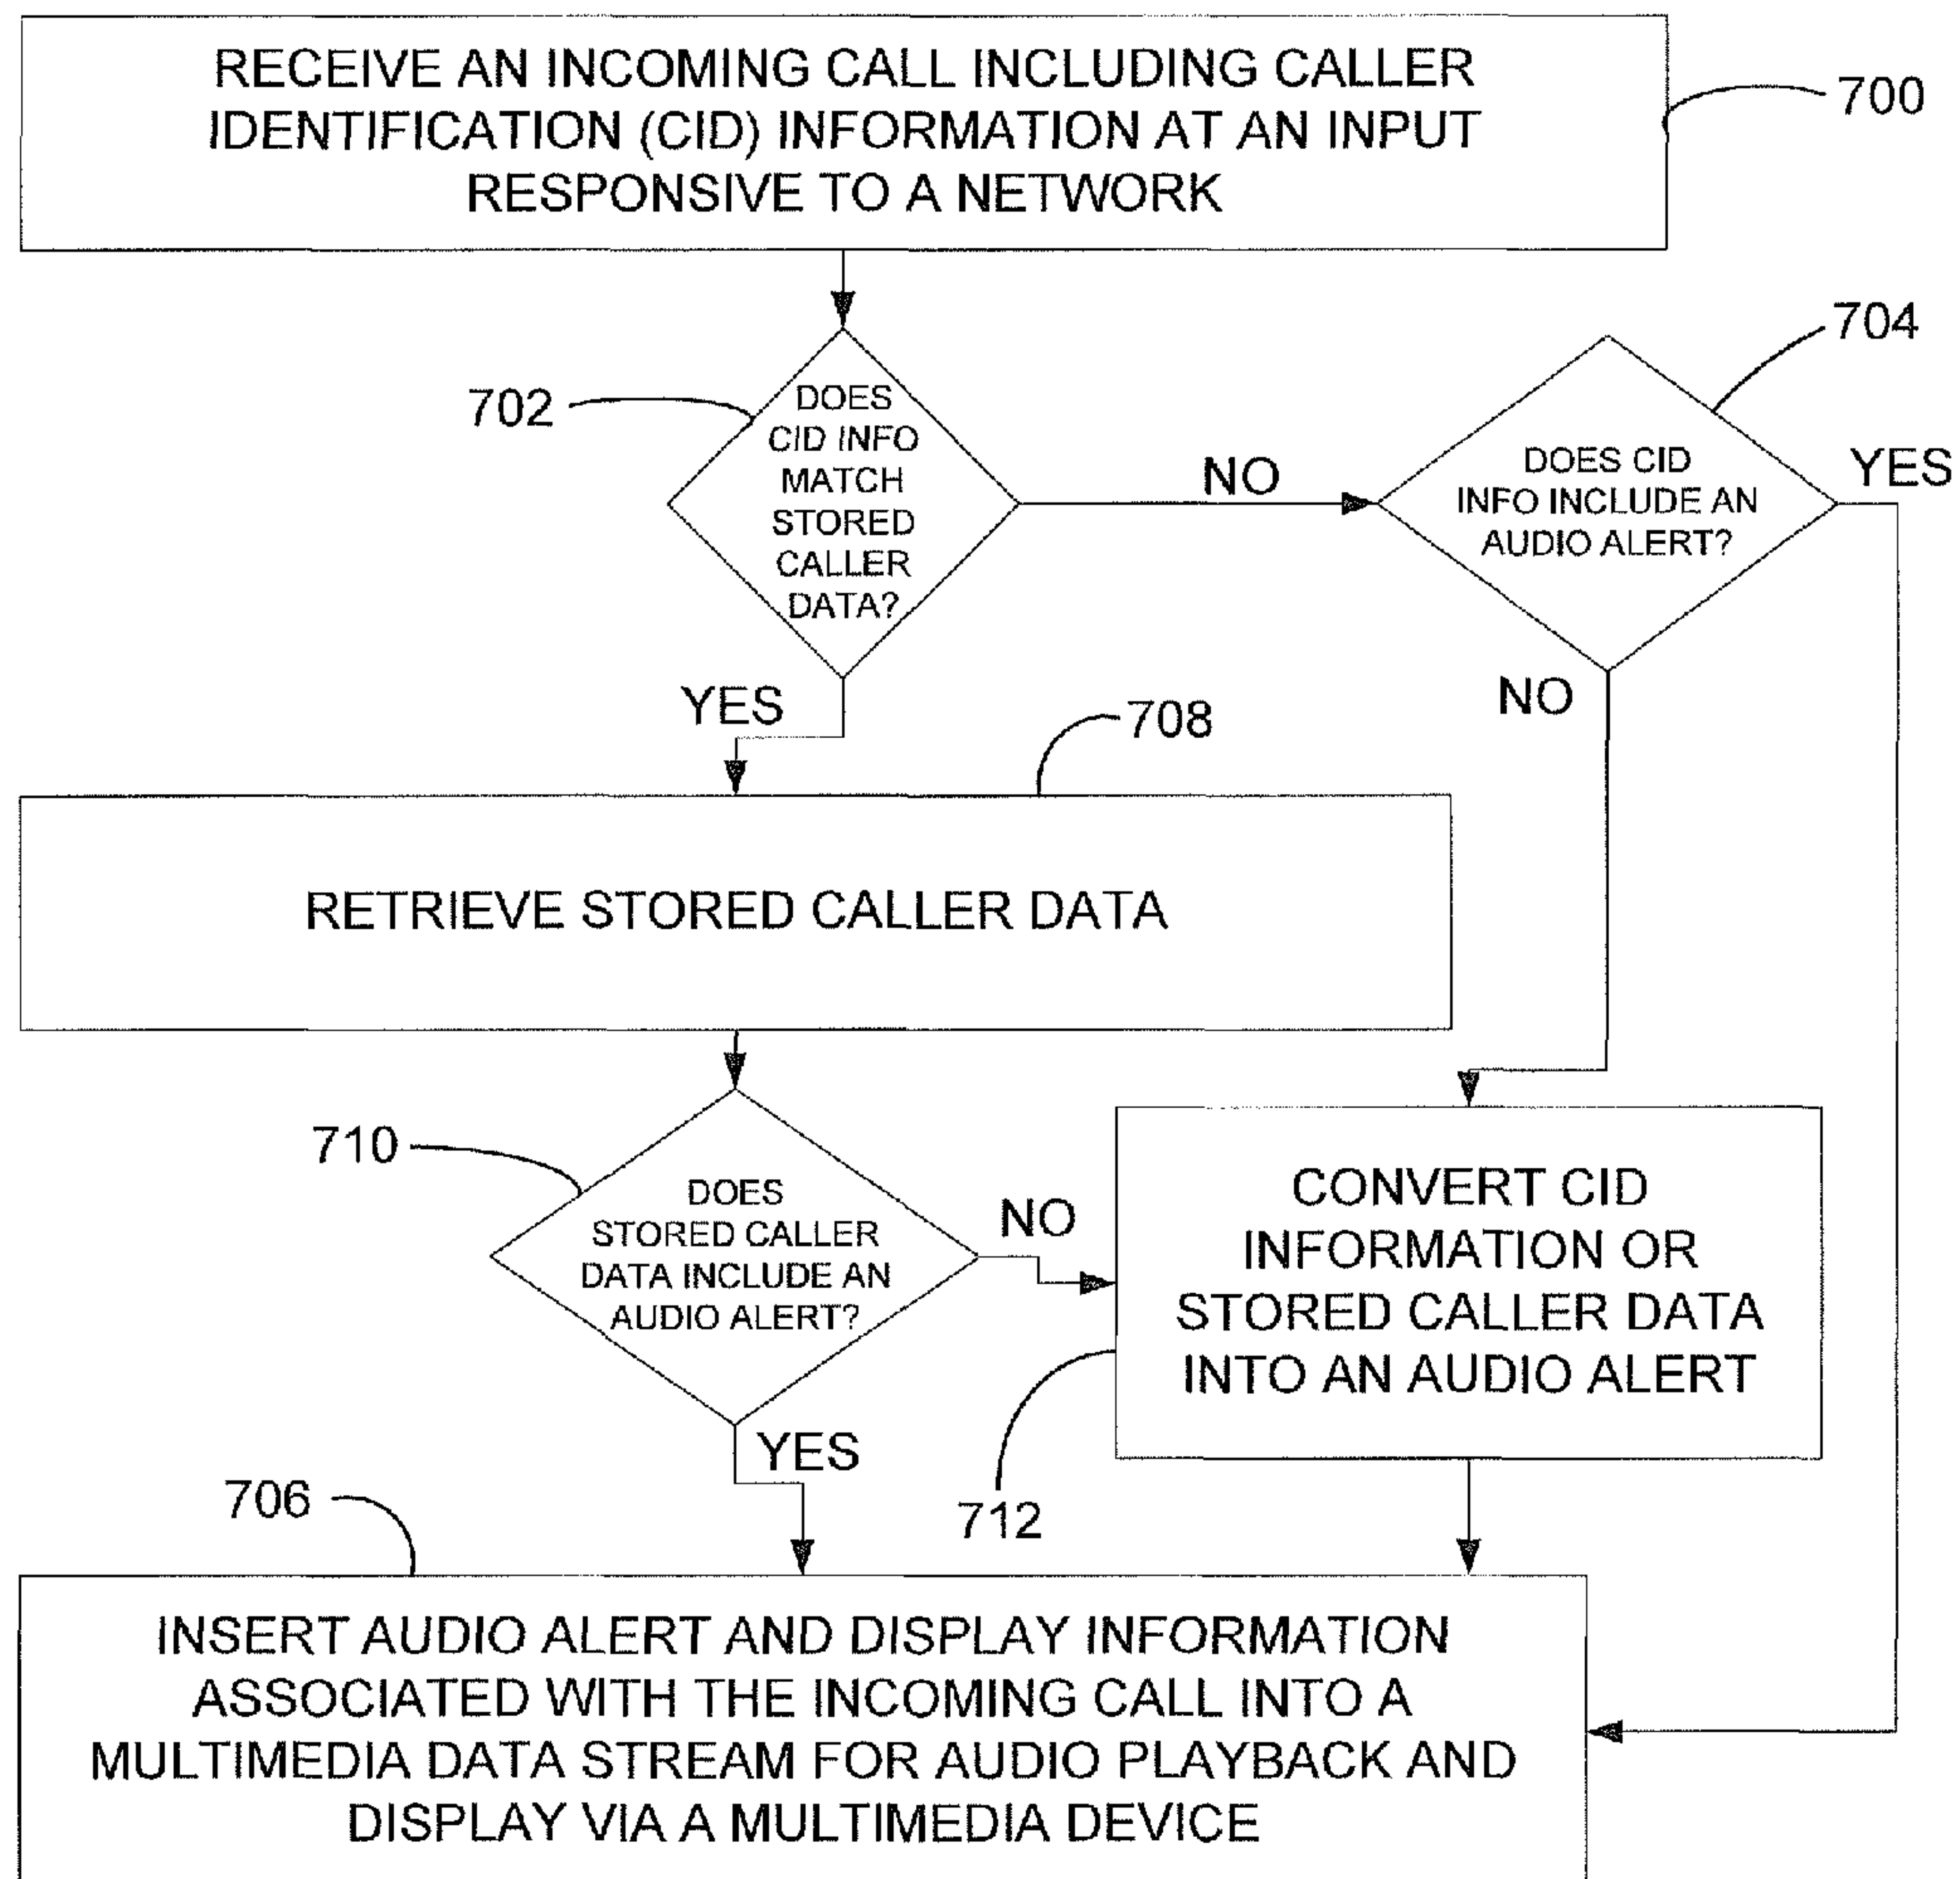 RECEIVE AN INCOMING CALL INCLUDING CALLER
IDENTIFICATION (CID) INFORMATION AT AN INPUT
RESPONSIVE TO A NETWORK
700
702
DOES
CID INFO
MATCH
STORED
CALLER
DATA?
NO
704
DOES CID
INFO INCLUDE AN
AUDIO ALERT?
YES
YES
NO
708
RETRIEVE STORED CALLER DATA
710
DOES
STORED CALLER
DATA INCLUDE AN
AUDIO ALERT?
NO
CONVERT CID
INFORMATION OR
STORED CALLER DATA
INTO AN AUDIO ALERT
YES
706
712
INSERT AUDIO ALERT AND DISPLAY INFORMATION
ASSOCIATED WITH THE INCOMING CALL INTO A
MULTIMEDIA DATA STREAM FOR AUDIO PLAYBACK AND
DISPLAY VIA A MULTIMEDIA DEVICE